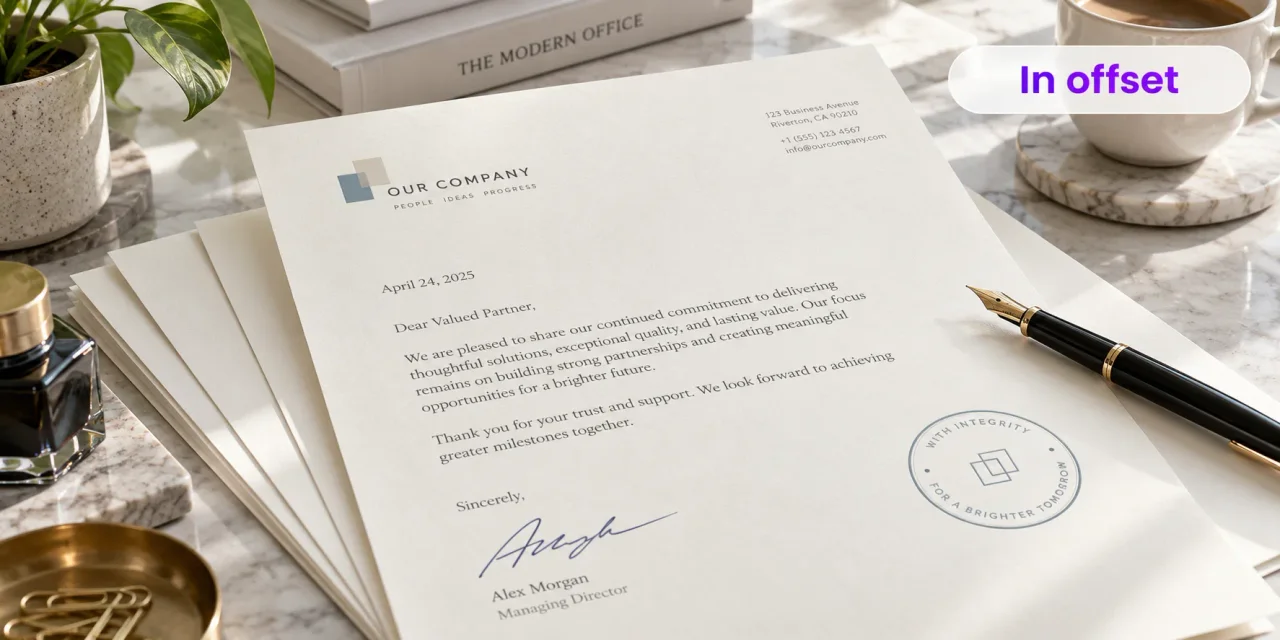 THE MODERN OFFICE
In offset
OUR COMPANY
PEOPLE IDEAS PROGRESS
123 Business Avenue
Riverton, CA 90210
+1 (555) 123 4567
info@ourcompany.com
April 24, 2025
Dear Valued Partner,
We are pleased to share our continued commitment to delivering
thoughtful solutions, exceptional quality, and lasting value. Our focus
remains on building strong partnerships and creating meaningful
opportunities for a brighter future.
Thank you for your trust and support. We look forward to achieving
greater milestones together.
Sincerely,
Alex Morgan
Managing Director
WITH INTEGRITY
FOR A BRIGHTER TOMOSROM